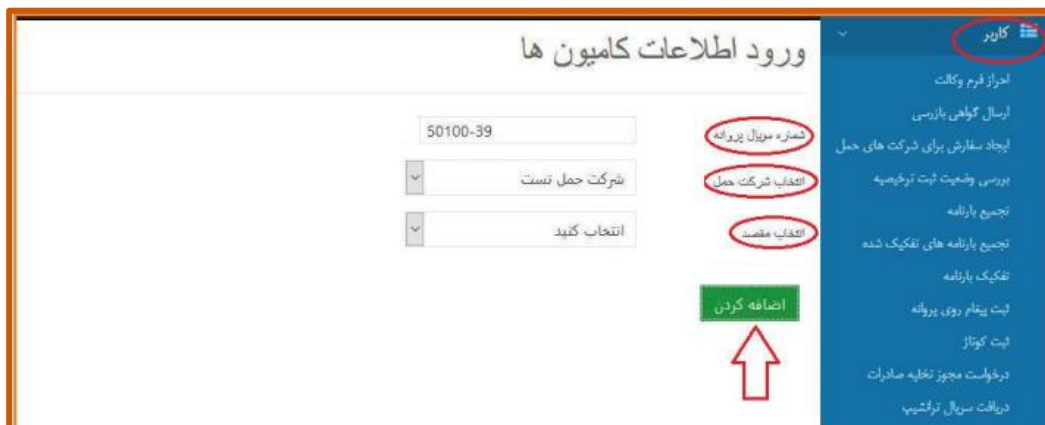 کاربر
احراز فرم وکالت
ارسال گواهی بازرسی
ایجاد سفارش برای شرکت های حمل
بررسی وضعیت ثبت ترخیصیه
تجمیع بارنامه
تجمیع بارنامه های تفکیک شده
تفکیک بارنامه
ثبت پیغام روی پروانه
ثبت کوتاژ
درخواست مجوز تخلیه صادرات
دریافت سریال ترانشیپ
ورود اطلاعات کامیون ها
شماره سریال پروانه
50100-39
انتخاب شرکت حمل
شرکت حمل تست
انتخاب مقصد
انتخاب کنید
اضافه کردن